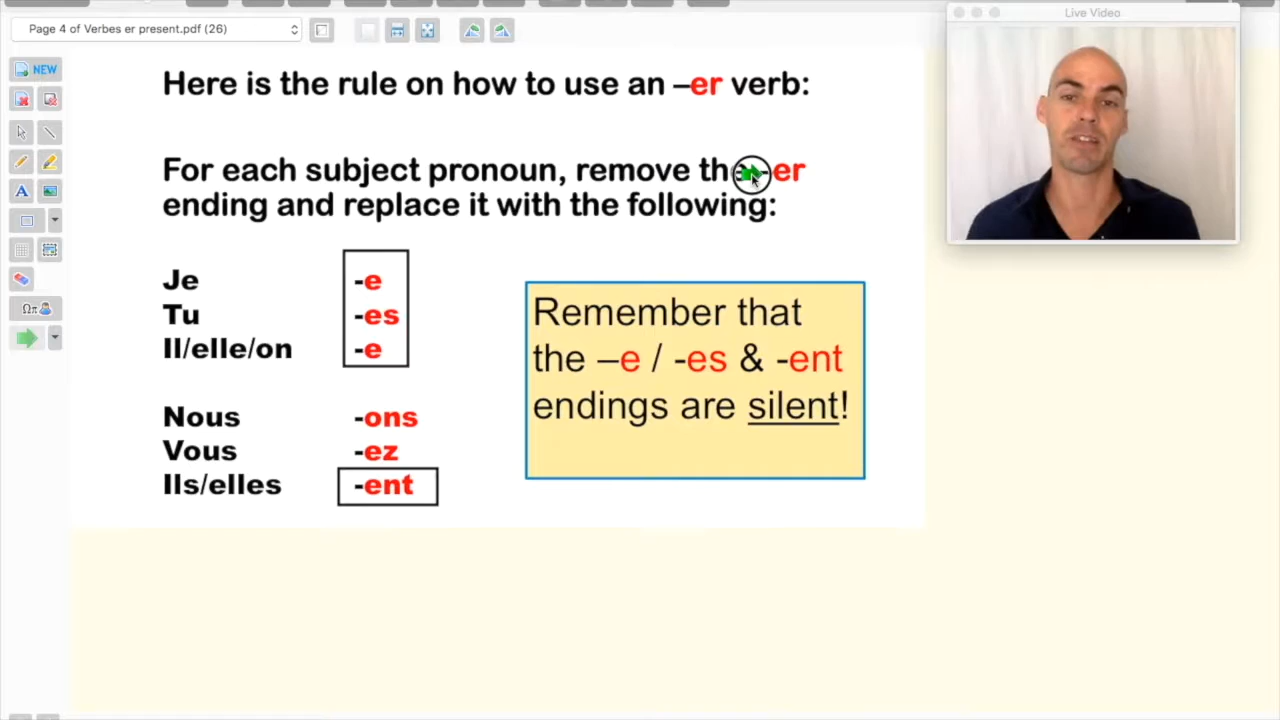 Page 4 of Verbes er present.pdf (26)
Live Video
NEW
A
Ωπ
Here is the rule on how to use an –er verb:
For each subject pronoun, remove –er
ending and replace it with the following:
Je -e
Tu -es
Il/elle/on -e
Nous -ons
Vous -ez
Ils/elles -ent
Remember that
the –e / -es & -ent
endings are silent!